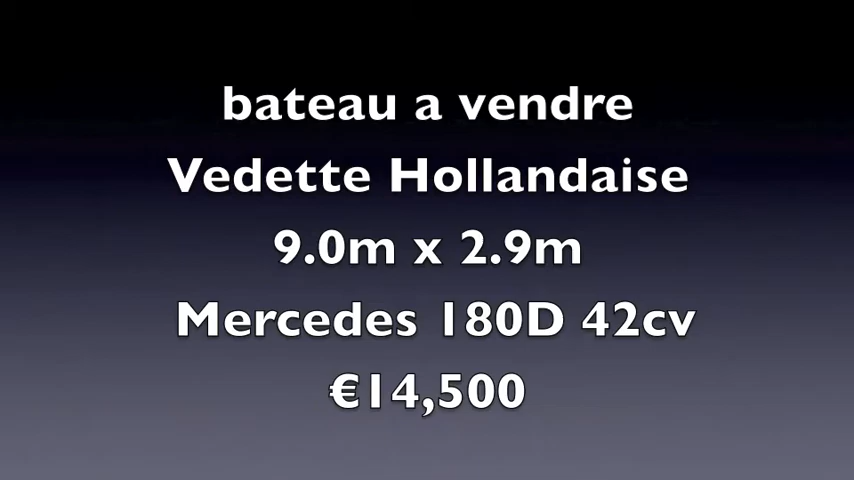 bateau a vendre
Vedette Hollandaise
9.0m x 2.9m
Mercedes 180D 42cv
€14,500